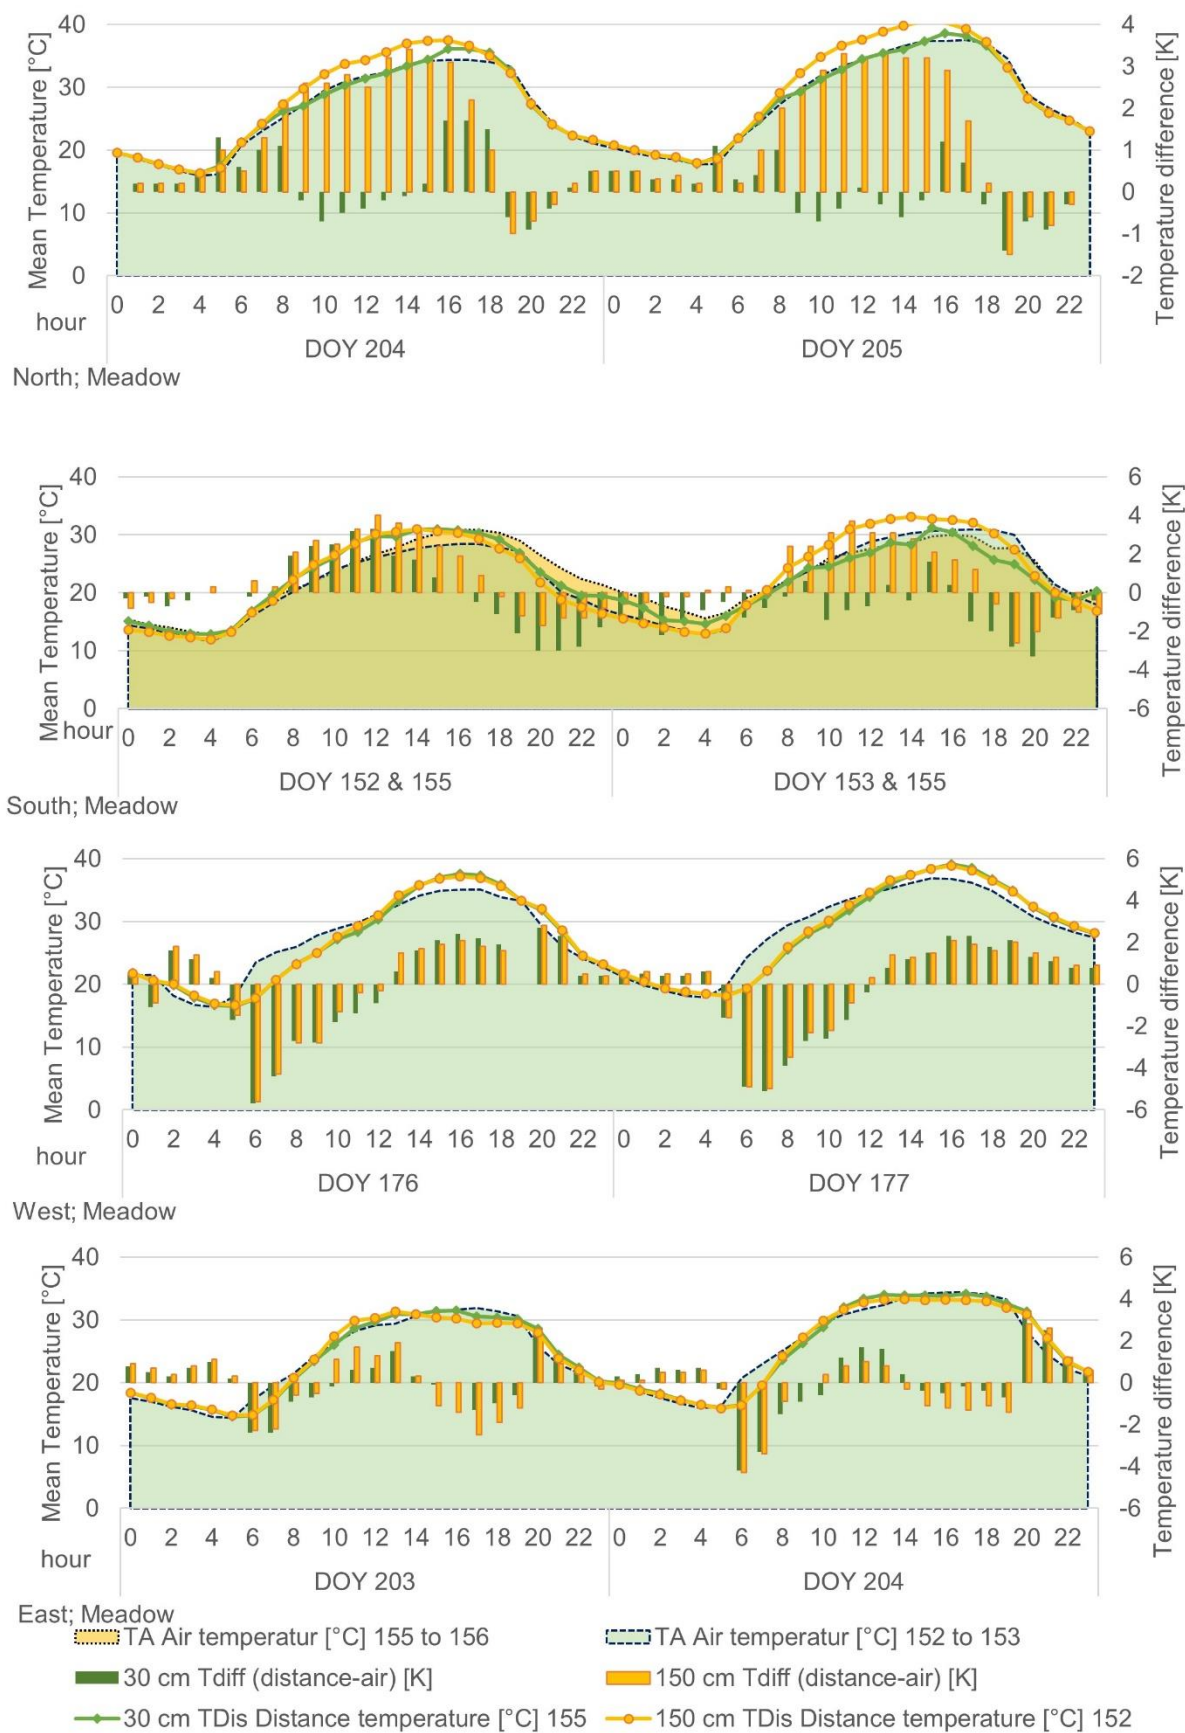 40
30
20
10
0
Mean Temperature [°C]
4
3
2
1
0
-1
-2
Temperature difference [K]
hour
0 2 4 6 8 10 12 14 16 18 20 22 0 2 4 6 8 10 12 14 16 18 20 22
DOY 204 DOY 205
North; Meadow
40
30
20
10
0
Mean Temperature [°C]
6
4
2
0
-2
-4
-6
Temperature difference [K]
hour
0 2 4 6 8 10 12 14 16 18 20 22 0 2 4 6 8 10 12 14 16 18 20 22
DOY 152 & 155 DOY 153 & 155
South; Meadow
40
30
20
10
0
Mean Temperature [°C]
6
4
2
0
-2
-4
-6
Temperature difference [K]
0 2 4 6 8 10 12 14 16 18 20 22 0 2 4 6 8 10 12 14 16 18 20 22
hour
DOY 176 DOY 177
West; Meadow
40
30
20
10
0
Mean Temperature [°C]
6
4
2
0
-2
-4
-6
Temperature difference [K]
0 2 4 6 8 10 12 14 16 18 20 22 0 2 4 6 8 10 12 14 16 18 20 22
hour
DOY 203 DOY 204
East; Meadow
TA Air temperatur [°C] 155 to 156 TA Air temperatur [°C] 152 to 153
30 cm Tdiff (distance-air) [K] 150 cm Tdiff (distance-air) [K]
30 cm TDis Distance temperature [°C] 155 150 cm TDis Distance temperature [°C] 152